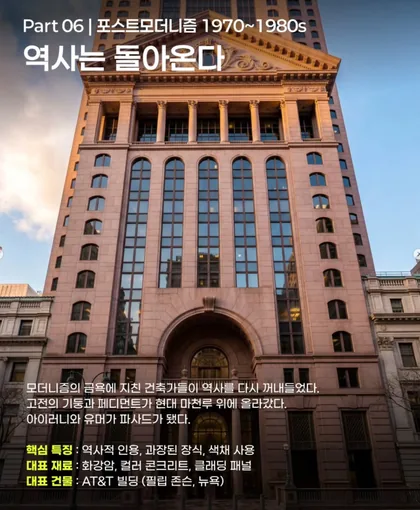 Part 06 | 포스트모더니즘 1970~1980s
역사는 돌아온다
모더니즘의 금욕에 지친 건축가들이 역사를 다시 꺼내들었다.
고전의 기둥과 페디먼트가 현대 마천루 위에 올라갔다.
아이러니와 유머가 파사드가 됐다.
핵심 특징 : 역사적 인용, 과장된 장식, 색채 사용
대표 재료 : 화강암, 컬러 콘크리트, 클래딩 패널
대표 건물 : AT&T 빌딩 (필립 존슨, 뉴욕)